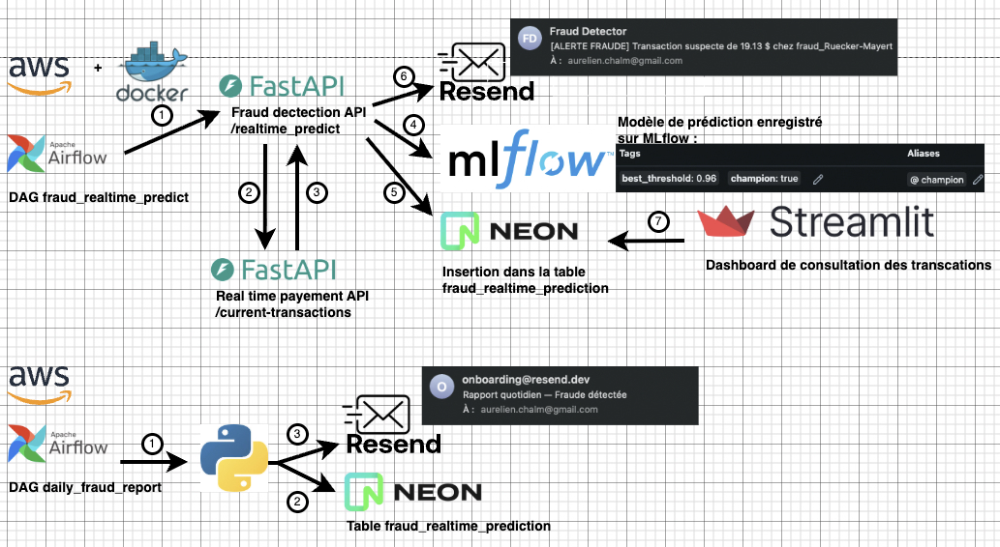 aws
+
docker
Apache
Airflow
DAG fraud_realtime_predict
1
FastAPI
Fraud dectection API
/realtime_predict
2
3
FastAPI
Real time payement API
/current-transactions
6
Resend
FD
Fraud Detector
[ALERTE FRAUDE] Transaction suspecte de 19.13 $ chez fraud_Ruecker-Mayert
À : aurelien.chalm@gmail.com
4
mlflow™
Modèle de prédiction enregistré
sur MLflow :
Tags
Aliases
best_threshold: 0.96
champion: true
@ champion
5
NEON
Insertion dans la table
fraud_realtime_prediction
7
Streamlit
Dashboard de consultation des transcations
aws
Apache
Airflow
DAG daily_fraud_report
1
3
Resend
O
onboarding@resend.dev
Rapport quotidien — Fraude détectée
À : aurelien.chalm@gmail.com
2
NEON
Table fraud_realtime_prediction